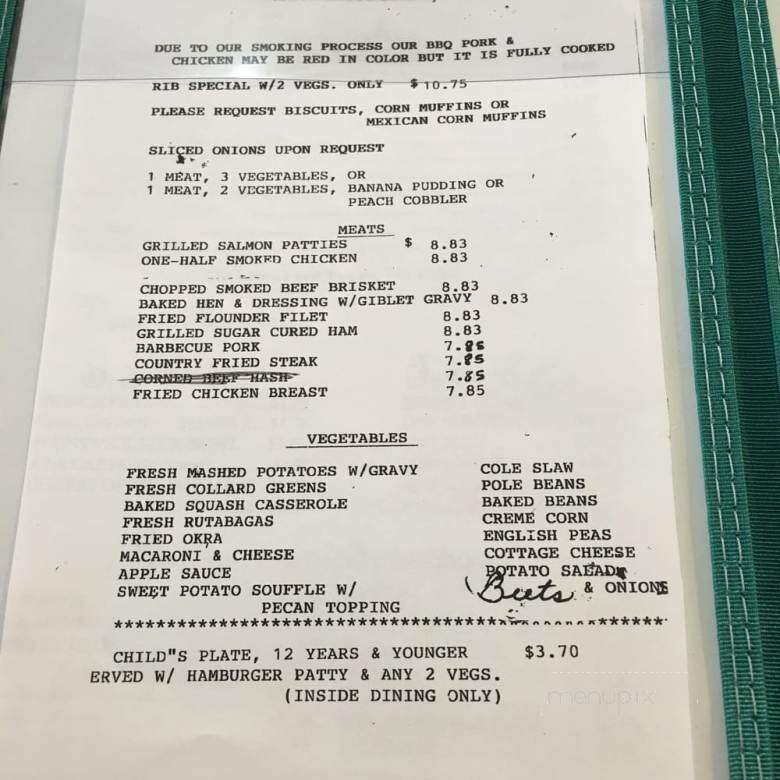 DUE TO OUR SMOKING PROCESS OUR BBQ PORK &
CHICKEN MAY BE RED IN COLOR BUT IT IS FULLY COOKED
RIB SPECIAL W/2 VEGS. ONLY $10.75
PLEASE REQUEST BISCUITS, CORN MUFFINS OR
MEXICAN CORN MUFFINS
SLICED ONIONS UPON REQUEST
1 MEAT, 3 VEGETABLES, OR
1 MEAT, 2 VEGETABLES, BANANA PUDDING OR
PEACH COBBLER
MEATS
GRILLED SALMON PATTIES $ 8.83
ONE-HALF SMOKED CHICKEN 8.83
CHOPPED SMOKED BEEF BRISKET 8.83
BAKED HEN & DRESSING W/GIBLET GRAVY 8.83
FRIED FLOUNDER FILET 8.83
GRILLED SUGAR CURED HAM 8.83
BARBECUE PORK 7.85
COUNTRY FRIED STEAK 7.85
CORNED BEEF HASH 7.85
FRIED CHICKEN BREAST 7.85
VEGETABLES
FRESH MASHED POTATOES W/GRAVY COLE SLAW
FRESH COLLARD GREENS POLE BEANS
BAKED SQUASH CASSEROLE BAKED BEANS
FRESH RUTABAGAS CREME CORN
FRIED OKRA ENGLISH PEAS
MACARONI & CHEESE COTTAGE CHEESE
APPLE SAUCE POTATO SALAD
SWEET POTATO SOUFFLE W/ Beets & ONIONS
PECAN TOPPING
CHILD"S PLATE, 12 YEARS & YOUNGER $3.70
ERVED W/ HAMBURGER PATTY & ANY 2 VEGS.
(INSIDE DINING ONLY)
menupix